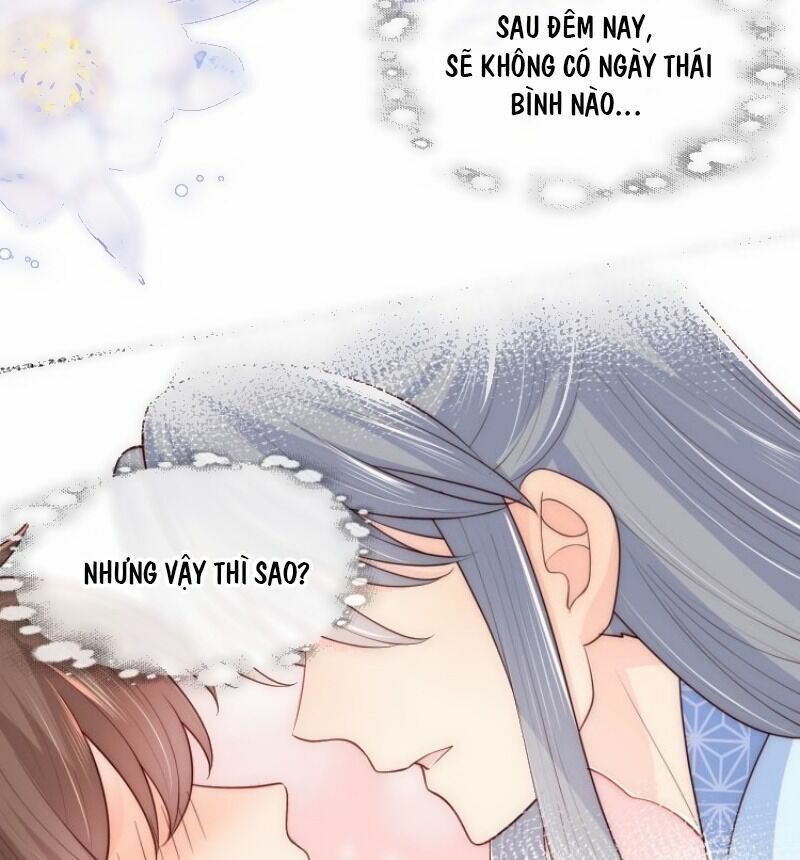 SAU ĐÊM NAY,
SẼ KHÔNG CÓ NGÀY THÁI
BÌNH NÀO...
NHƯNG VẬY THÌ SAO?